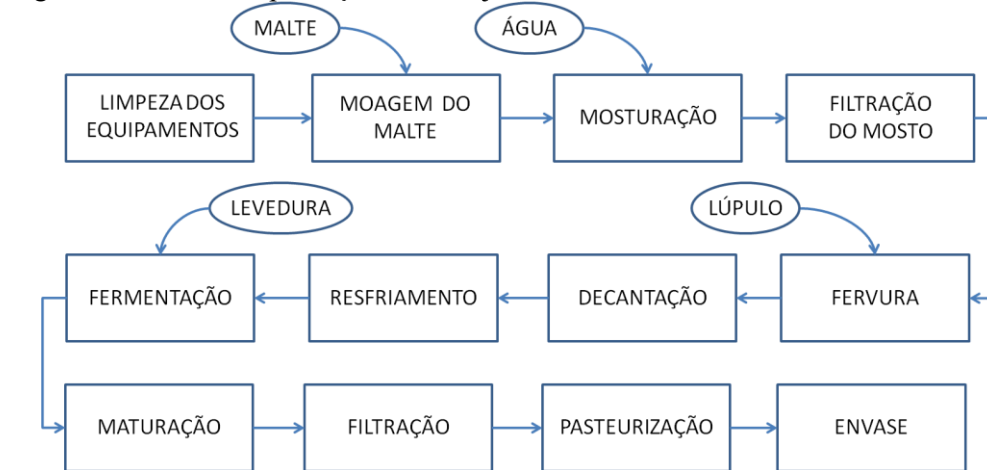 MALTE
ÁGUA
LIMPEZA DOS
EQUIPAMENTOS
MOAGEM DO
MALTE
MOSTURAÇÃO
FILTRAÇÃO
DO MOSTO
LEVEDURA
LÚPULO
FERMENTAÇÃO
RESFRIAMENTO
DECANTAÇÃO
FERVURA
MATURAÇÃO
FILTRAÇÃO
PASTEURIZAÇÃO
ENVASE